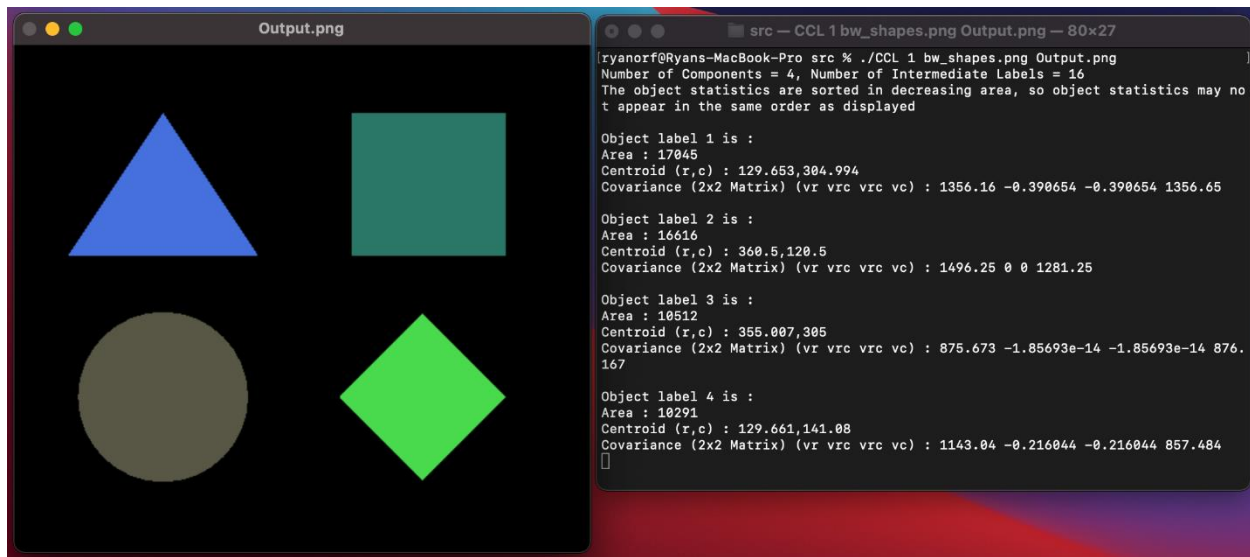 Output.png
src — CCL 1 bw_shapes.png Output.png — 80×27
[ryanorf@Ryans-MacBook-Pro src % ./CCL 1 bw_shapes.png Output.png ]
Number of Components = 4, Number of Intermediate Labels = 16
The object statistics are sorted in decreasing area, so object statistics may no
t appear in the same order as displayed
Object label 1 is :
Area : 17045
Centroid (r,c) : 129.653,304.994
Covariance (2x2 Matrix) (vr vrc vrc vc) : 1356.16 -0.390654 -0.390654 1356.65
Object label 2 is :
Area : 16616
Centroid (r,c) : 360.5,120.5
Covariance (2x2 Matrix) (vr vrc vrc vc) : 1496.25 0 0 1281.25
Object label 3 is :
Area : 10512
Centroid (r,c) : 355.007,305
Covariance (2x2 Matrix) (vr vrc vrc vc) : 875.673 -1.85693e-14 -1.85693e-14 876.
167
Object label 4 is :
Area : 10291
Centroid (r,c) : 129.661,141.08
Covariance (2x2 Matrix) (vr vrc vrc vc) : 1143.04 -0.216044 -0.216044 857.484